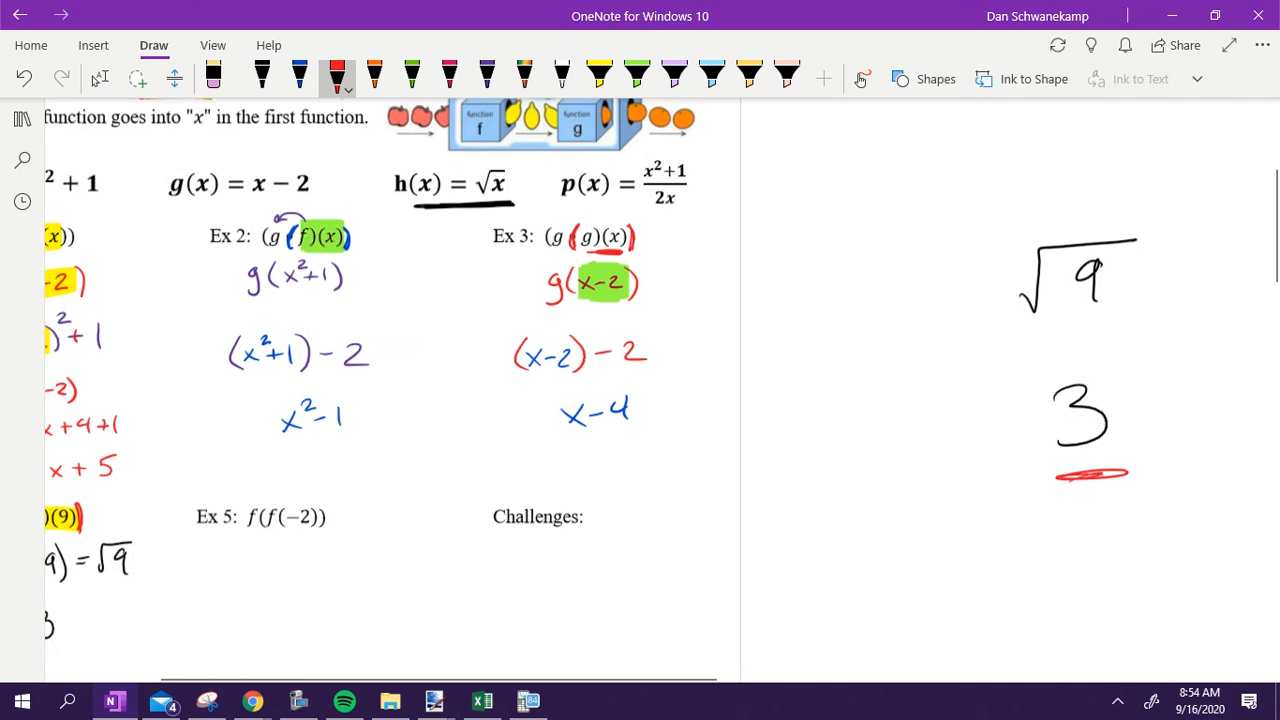 OneNote for Windows 10
Dan Schwanekamp
Home Insert Draw View Help
Share
Shapes
Ink to Shape
Ink to Text
function goes into "x" in the first function.
function f
function g
² + 1
g(x) = x − 2
h(x) = √x
p(x) = (x²+1)/(2x)
(x))
Ex 2: (g (f)(x))
Ex 3: (g (g)(x))
-2)
g(x²+1)
g(x-2)
)² + 1
(x²+1) - 2
(x-2) - 2
-2)
x² - 1
x - 4
x + 4 +1
x + 5
)(9)
Ex 5: f(f(−2))
Challenges:
9) = √9
3
√9
3
4
8:54 AM
9/16/2020